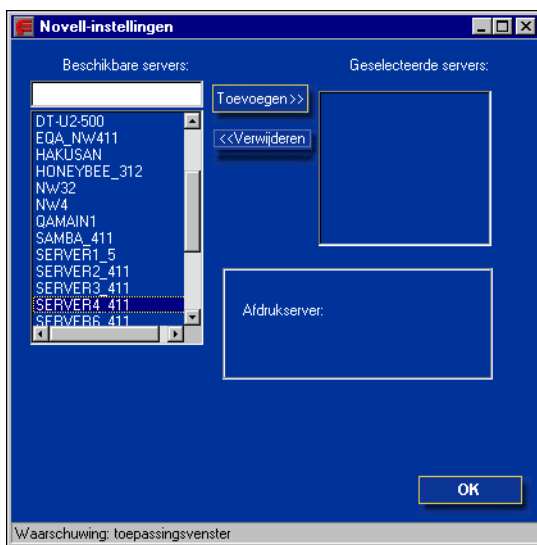 Novell-instellingen
Beschikbare servers:
Geselecteerde servers:
Toevoegen>>
<<Verwijderen
DT-U2-500
EQA_NW411
HAKUSAN
HONEYBEE_312
NW32
NW4
QAMAIN1
SAMBA_411
SERVER1_5
SERVER2_411
SERVER3_411
SERVER4_411
SERVER6_411
Afdrukserver:
OK
Waarschuwing: toepassingsvenster